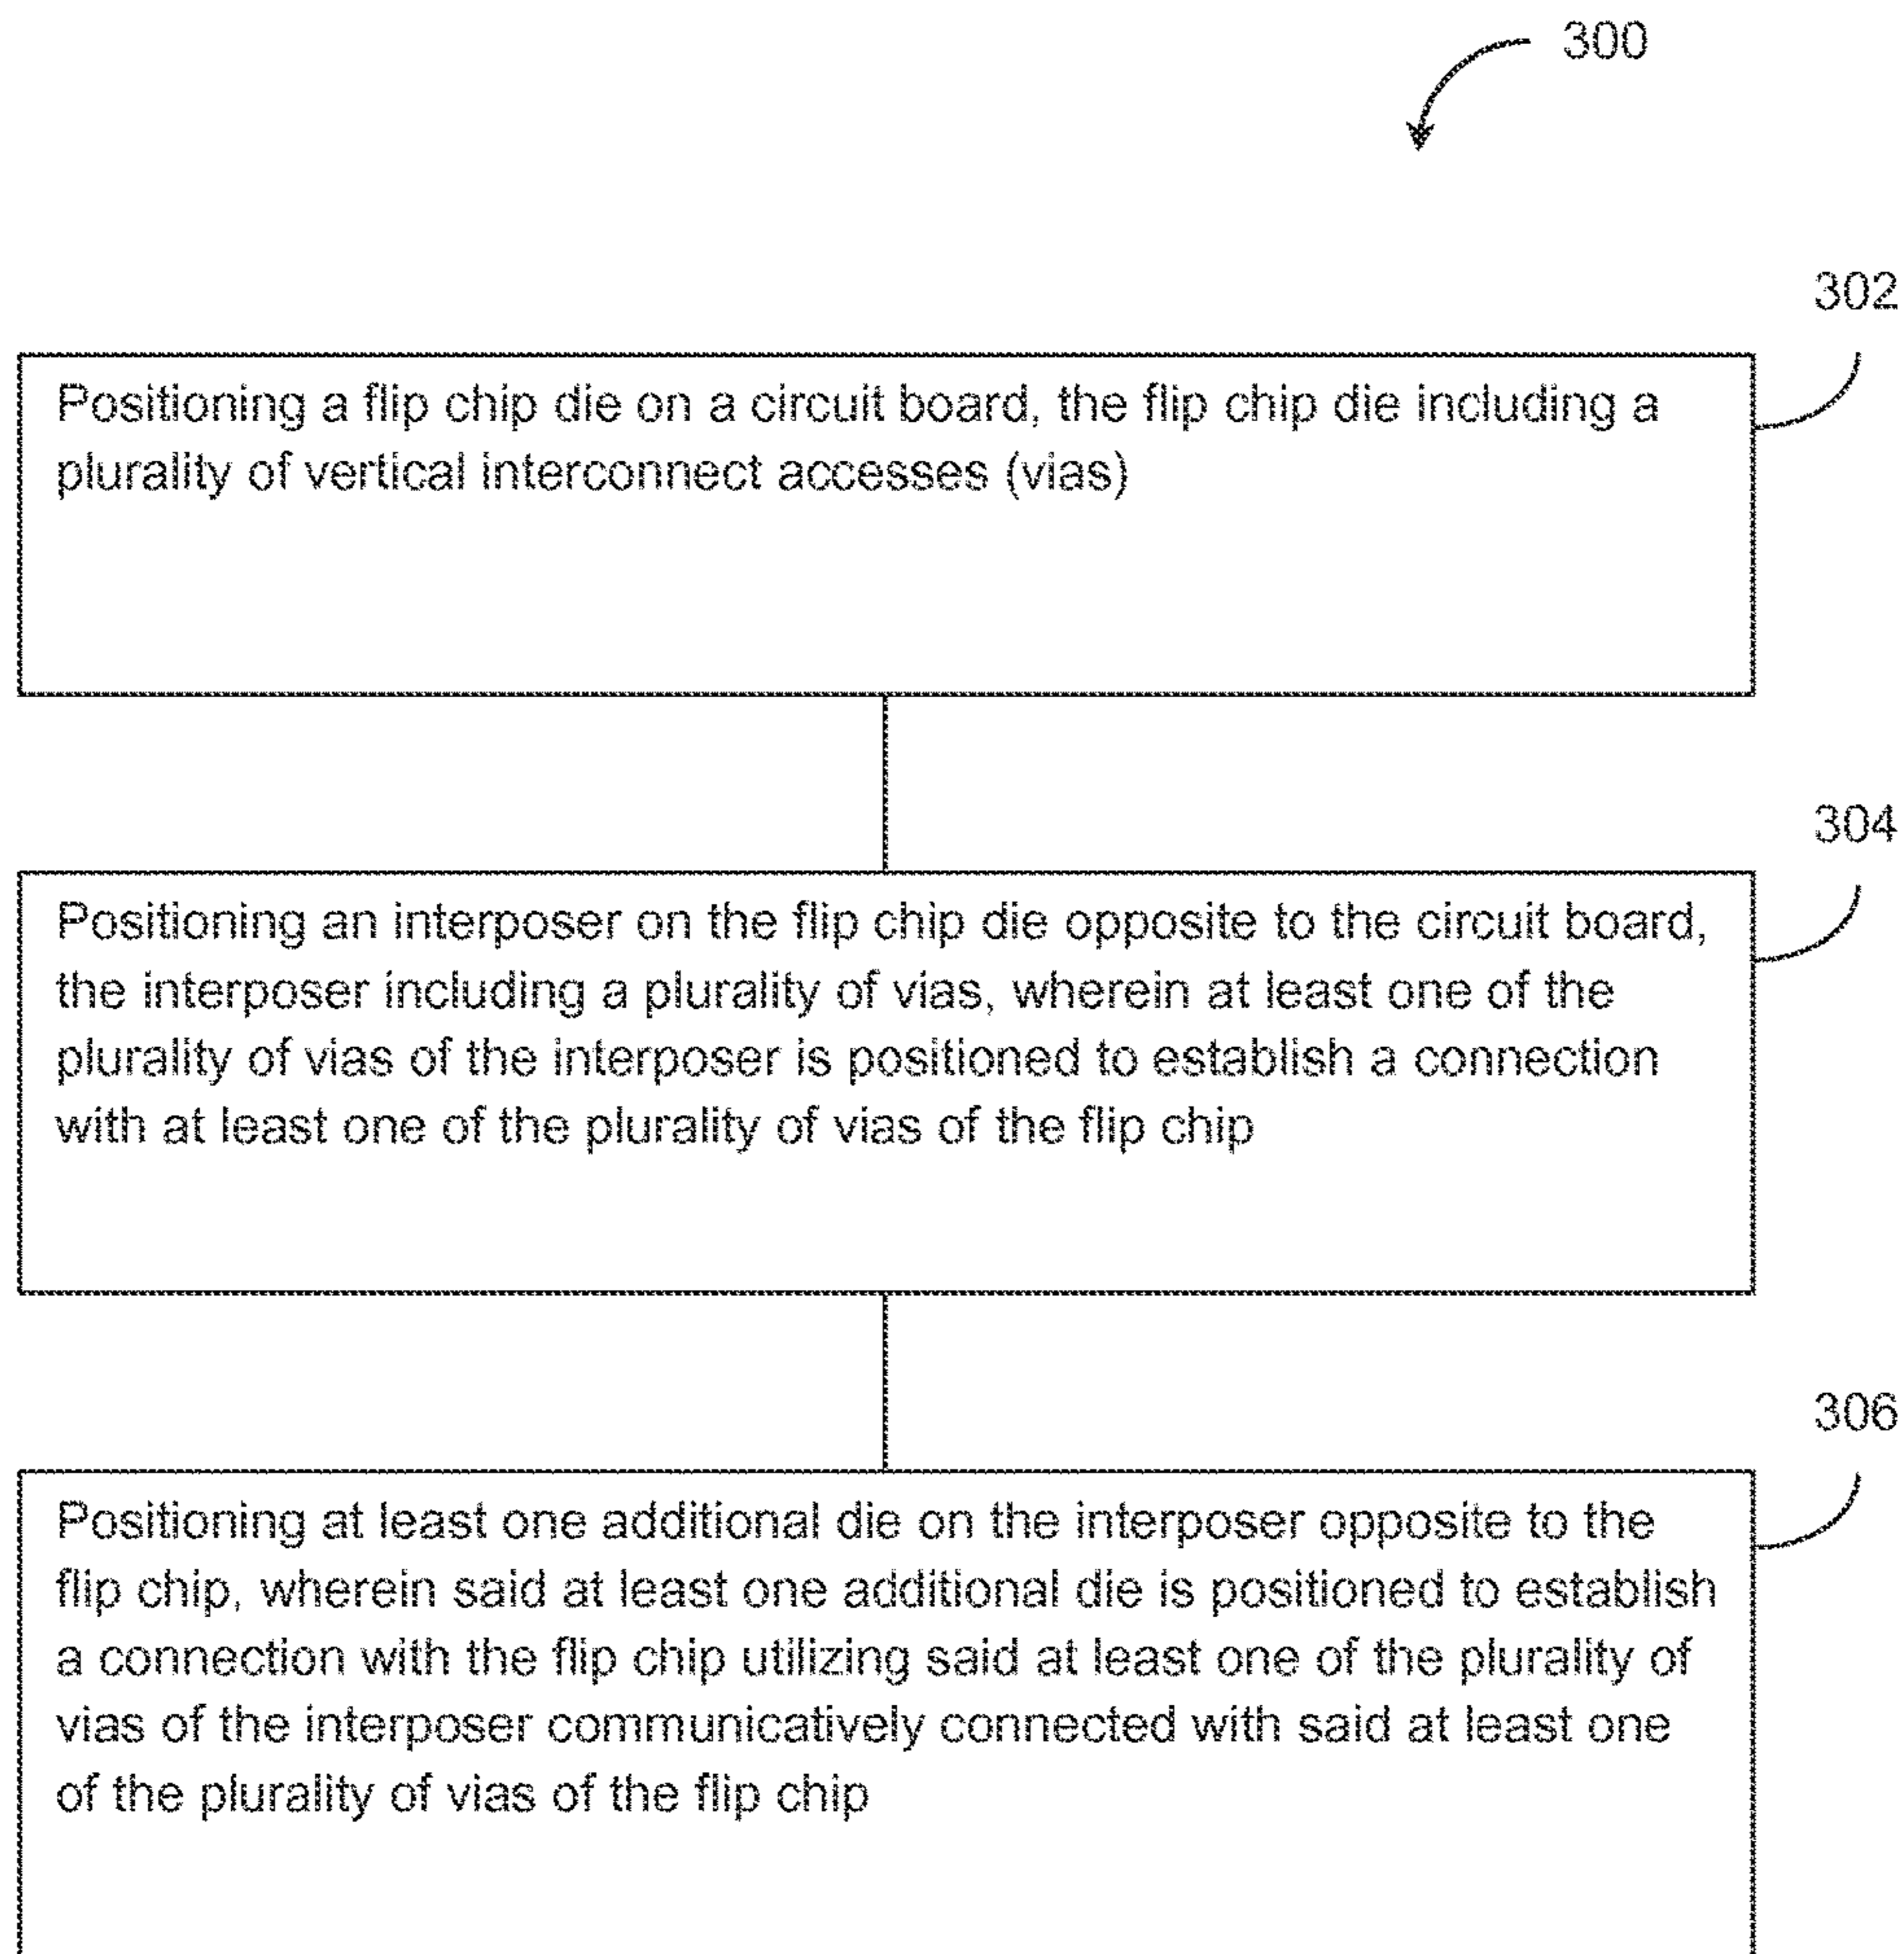 300
302
Positioning a flip chip die on a circuit board, the flip chip die including a
plurality of vertical interconnect accesses (vias)
304
Positioning an interposer on the flip chip die opposite to the circuit board,
the interposer including a plurality of vias, wherein at least one of the
plurality of vias of the interposer is positioned to establish a connection
with at least one of the plurality of vias of the flip chip
306
Positioning at least one additional die on the interposer opposite to the
flip chip, wherein said at least one additional die is positioned to establish
a connection with the flip chip utilizing said at least one of the plurality of
vias of the interposer communicatively connected with said at least one
of the plurality of vias of the flip chip